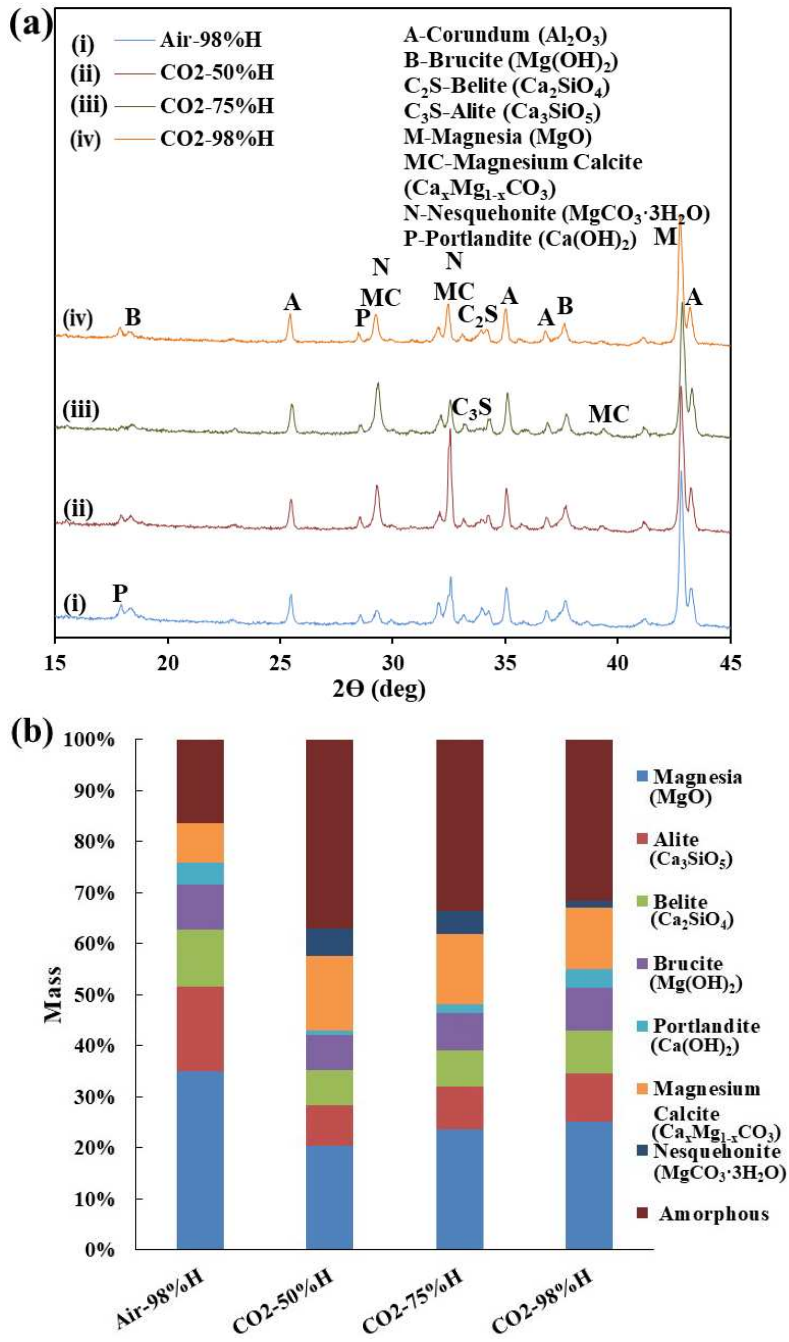 (a)
(i) Air-98%H
(ii) CO2-50%H
(iii) CO2-75%H
(iv) CO2-98%H
A-Corundum (Al₂O₃)
B-Brucite (Mg(OH)₂)
C₂S-Belite (Ca₂SiO₄)
C₃S-Alite (Ca₃SiO₅)
M-Magnesia (MgO)
MC-Magnesium Calcite
(CaₓMg₁₋ₓCO₃)
N-Nesquehonite (MgCO₃·3H₂O)
P-Portlandite (Ca(OH)₂)
M
N
N
(iv)
B
A
P
MC
MC
C₂S
A
A
B
A
(iii)
C₃S
MC
(ii)
P
(i)
15 20 25 30 35 40 45
2Θ (deg)
(b)
100%
90%
80%
70%
60%
50%
40%
30%
20%
10%
0%
Mass
Air-98%H
CO2-50%H
CO2-75%H
CO2-98%H
Magnesia
(MgO)
Alite
(Ca₃SiO₅)
Belite
(Ca₂SiO₄)
Brucite
(Mg(OH)₂)
Portlandite
(Ca(OH)₂)
Magnesium
Calcite
(CaₓMg₁₋ₓCO₃)
Nesquehonite
(MgCO₃·3H₂O)
Amorphous